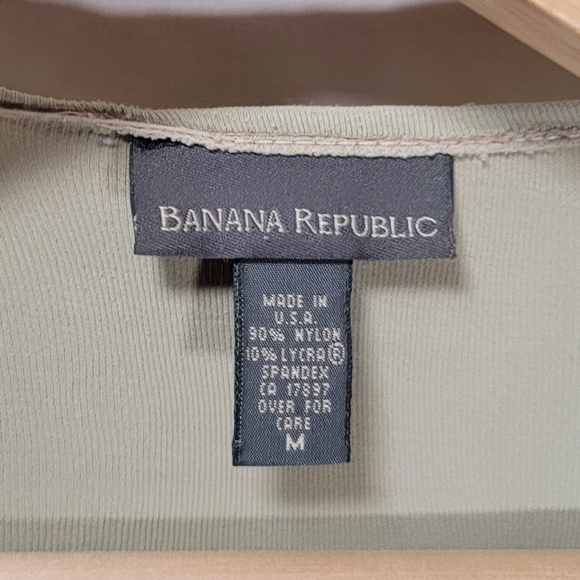 BANANA REPUBLIC
MADE IN
U.S.A.
90% NYLON
10% LYCRA®
SPANDEX
CA 17897
OVER FOR
CARE
M